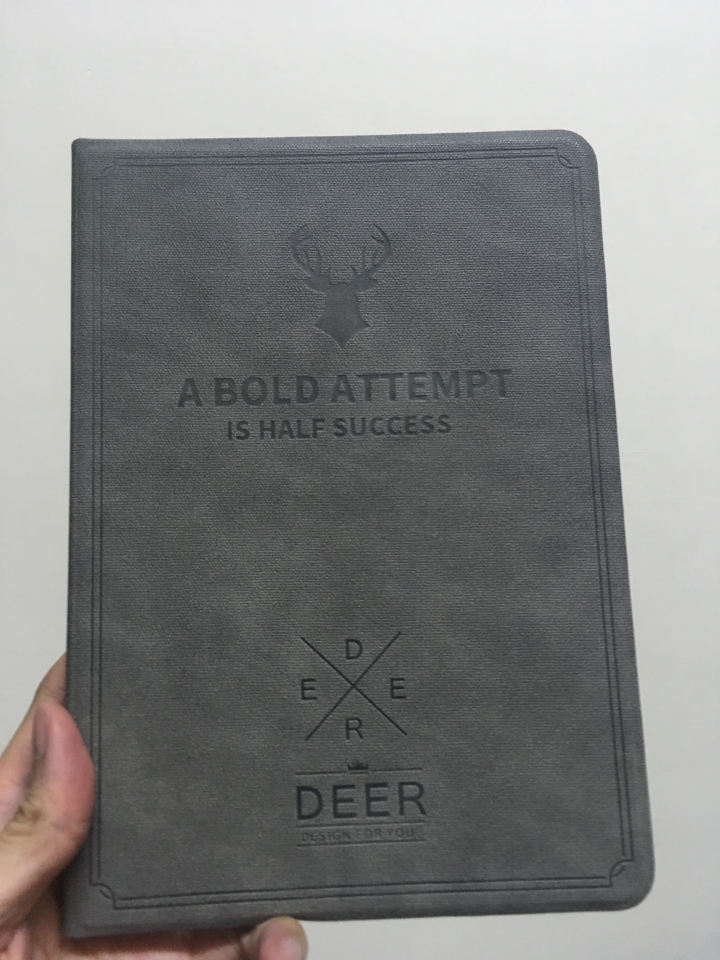 A BOLD ATTEMPT
IS HALF SUCCESS
D
E E
R
DEER
DESIGN FOR YOU